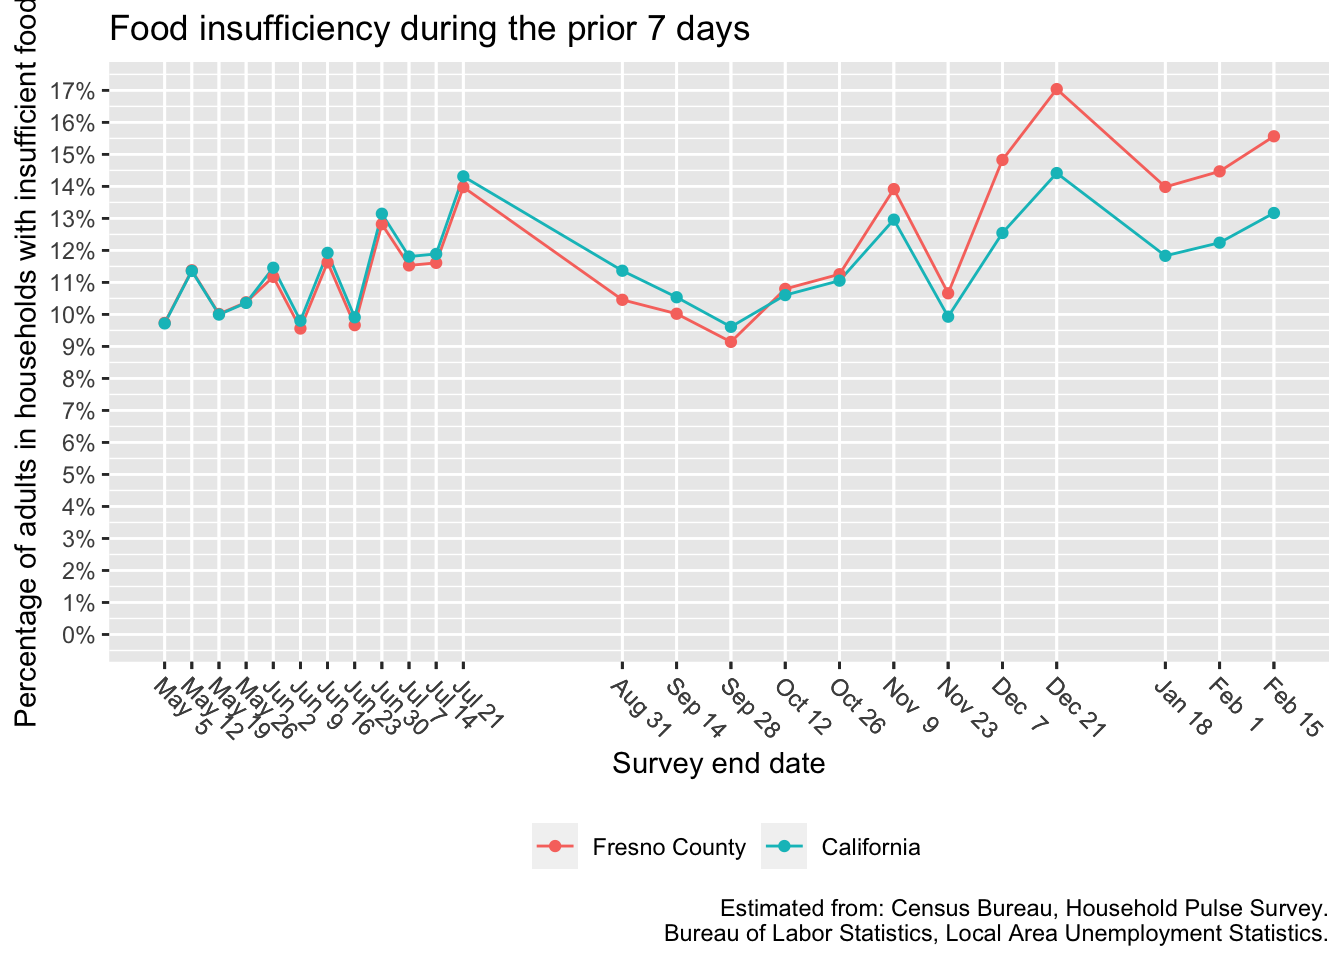 Food insufficiency during the prior 7 days
Percentage of adults in households with insufficient food
17%
16%
15%
14%
13%
12%
11%
10%
9%
8%
7%
6%
5%
4%
3%
2%
1%
0%
May 5
May 12
May 19
May 26
Jun 2
Jun 9
Jun 16
Jun 23
Jun 30
Jul 7
Jul 14
Jul 21
Aug 31
Sep 14
Sep 28
Oct 12
Oct 26
Nov 9
Nov 23
Dec 7
Dec 21
Jan 18
Feb 1
Feb 15
Survey end date
Fresno County
California
Estimated from: Census Bureau, Household Pulse Survey.
Bureau of Labor Statistics, Local Area Unemployment Statistics.